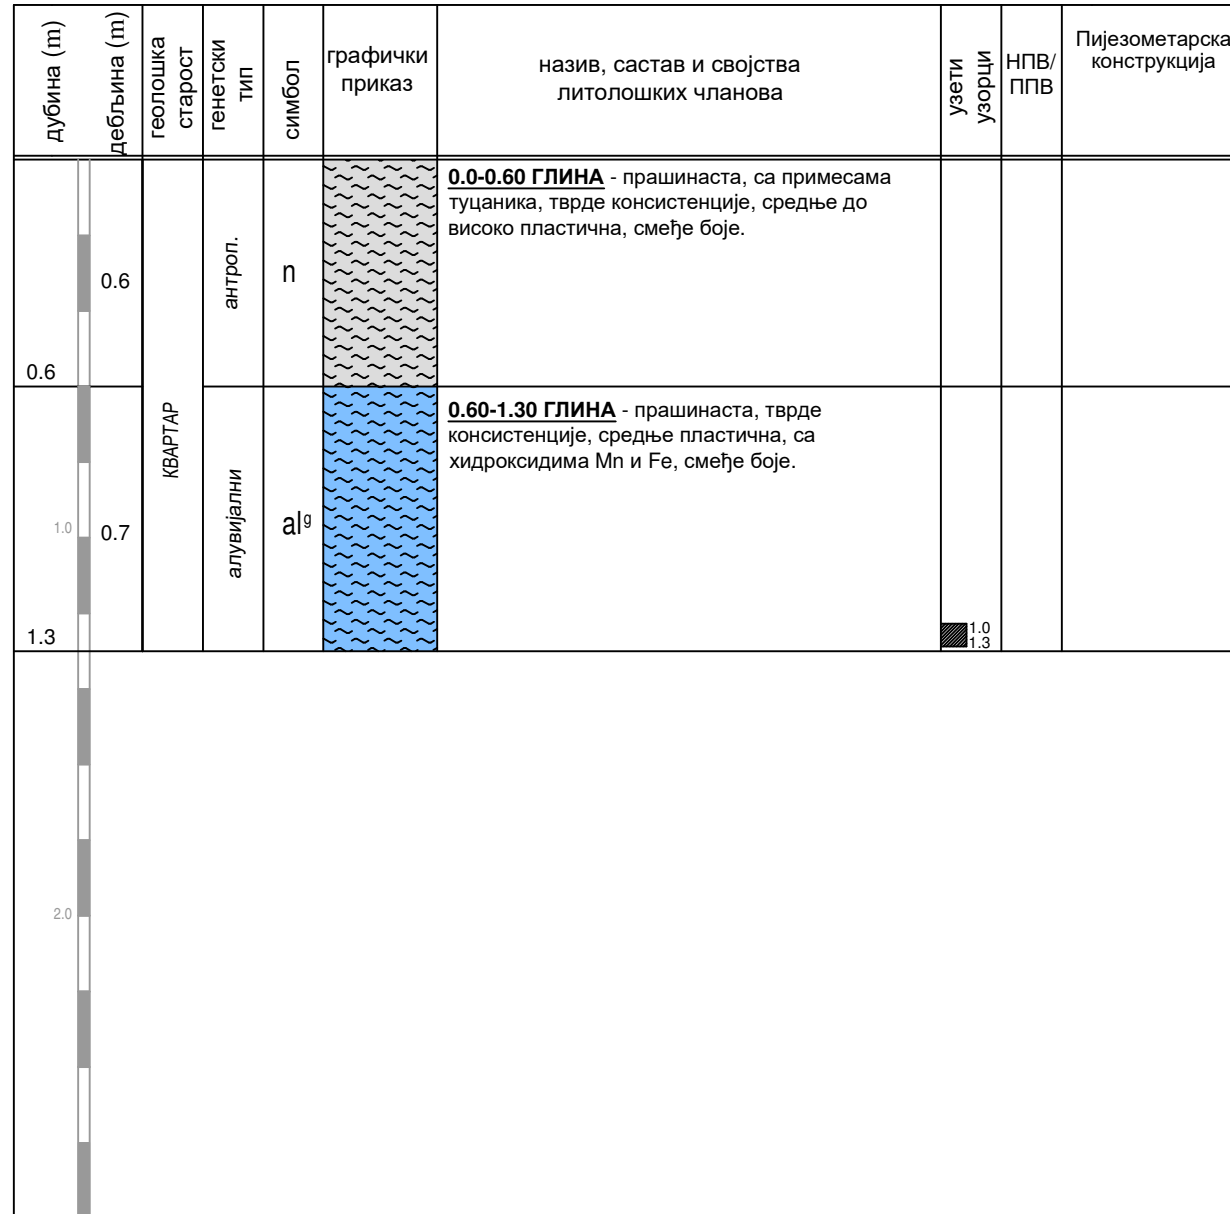 дубина (m)
дебљина (m)
геолошка
старост
генетски
тип
симбол
графички
приказ
назив, састав и својства
литолошких чланова
узети
узорци
НПВ/
ППВ
Пијезометарска
конструкција
0.0-0.60 ГЛИНА - прашинаста, са примесама
туцаника, тврде консистенције, средње до
високо пластична, смеђе боје.
0.6
антроп.
n
0.6
КВАРТАР
0.60-1.30 ГЛИНА - прашинаста, тврде
консистенције, средње пластична, са
хидроксидима Mn и Fe, смеђе боје.
1.0
0.7
алувијални
alg
1.3
1.0
1.3
2.0